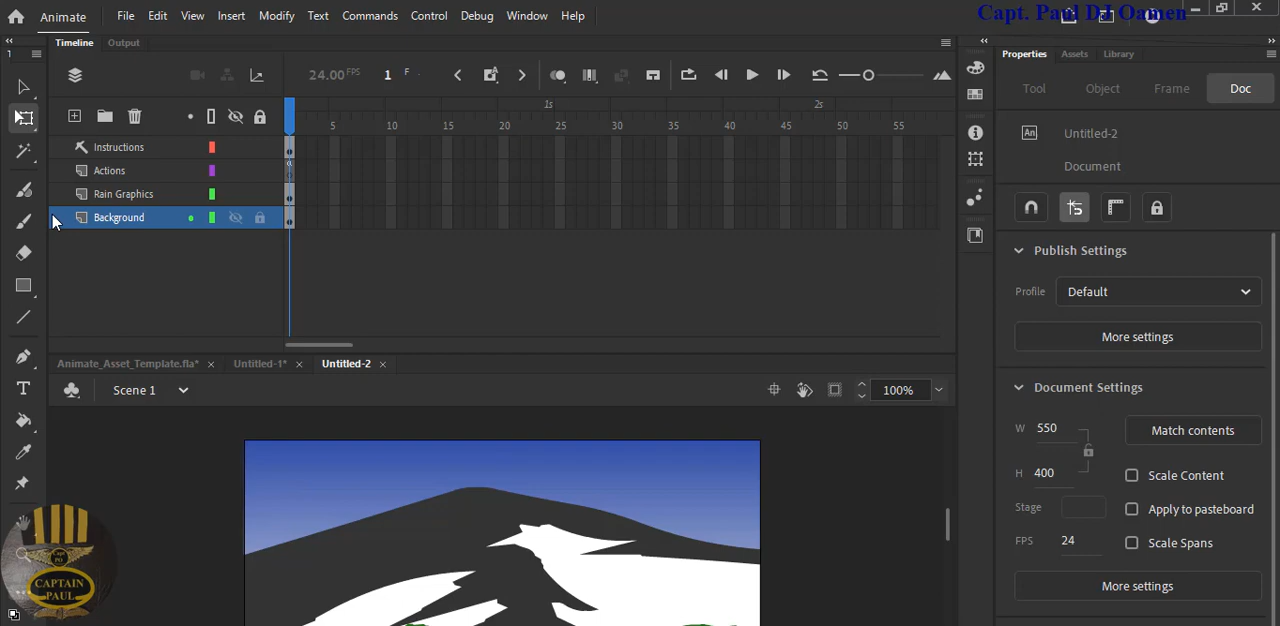 Animate File Edit View Insert Modify Text Commands Control Debug Window Help
Capt. Paul DJ Oamen
Timeline Output
1
24.00 FPS 1 F
1s 2s
5 10 15 20 25 30 35 40 45 50 55
Instructions
Actions
Rain Graphics
Background
Animate_Asset_Template.fla* Untitled-1* Untitled-2
Scene 1 100%
Properties Assets Library
Tool Object Frame Doc
An Untitled-2
Document
Publish Settings
Profile Default
More settings
Document Settings
W 550 Match contents
H 400 Scale Content
Stage Apply to pasteboard
FPS 24 Scale Spans
More settings
CAPTAIN
PAUL